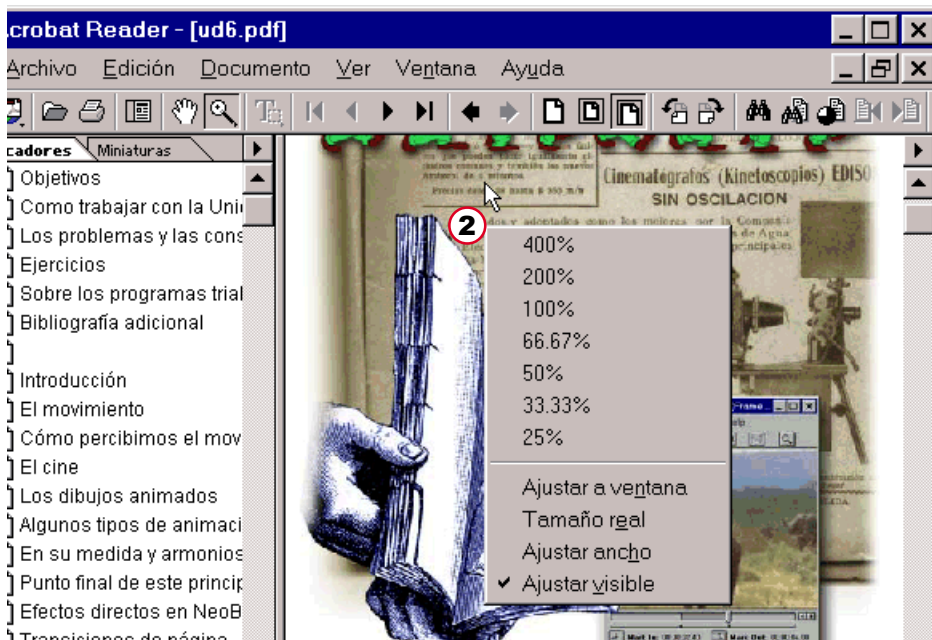 crobat Reader - [ud6.pdf]
Archivo Edición Documento Ver Ventana Ayuda
cadores Miniaturas
Objetivos
Como trabajar con la Uni
Los problemas y las cons
Ejercicios
Sobre los programas trial
Bibliografía adicional
Introducción
El movimiento
Cómo percibimos el mov
El cine
Los dibujos animados
Algunos tipos de animaci
En su medida y armonios
Punto final de este princip
Efectos directos en NeoB
Transiciones de página
Cinematógrafos (Kinetoscopios) EDISO
SIN OSCILACION
2
400%
200%
100%
66.67%
50%
33.33%
25%
Ajustar a ventana
Tamaño real
Ajustar ancho
Ajustar visible